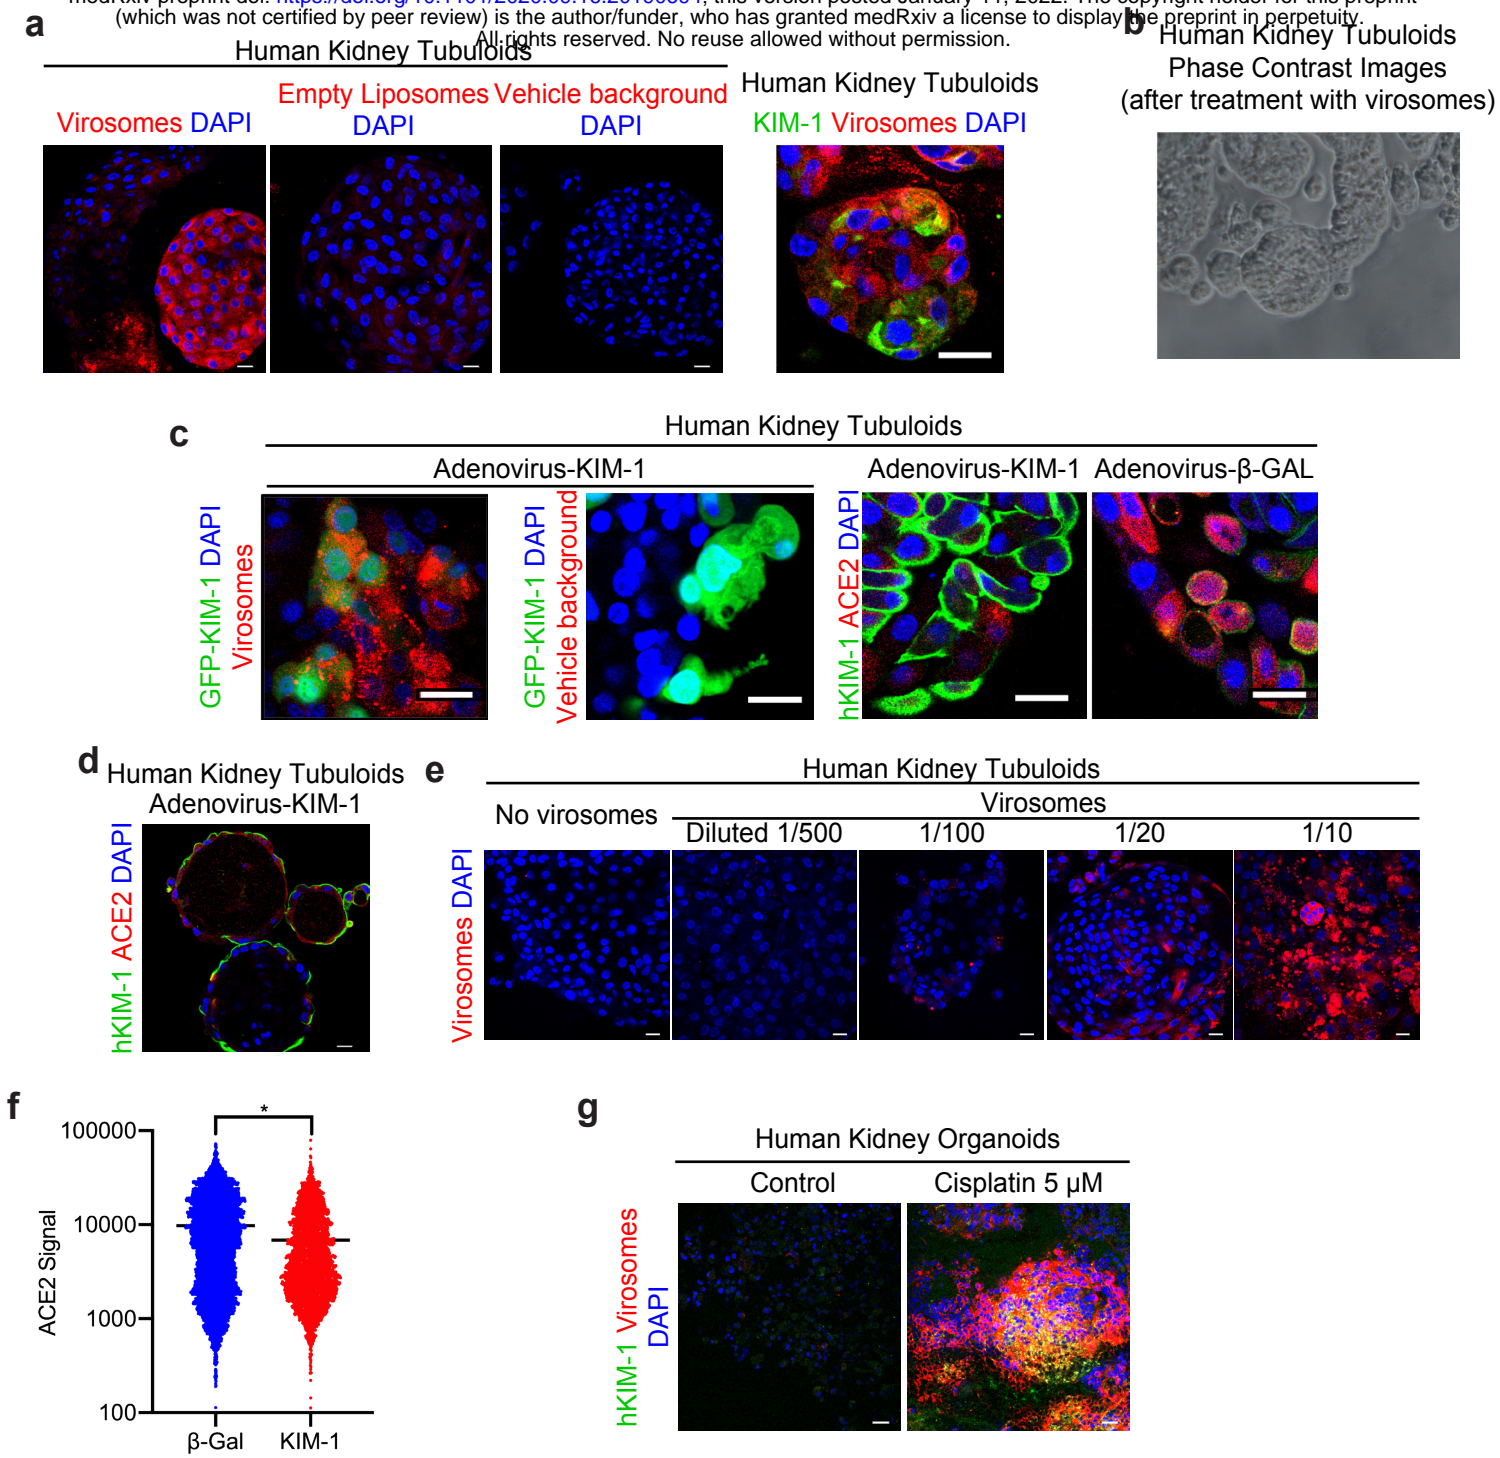 (which was not certified by peer review) is the author/funder, who has granted medRxiv a license to display the preprint in perpetuity.
All rights reserved. No reuse allowed without permission.
a
Human Kidney Tubuloids
Virosomes DAPI
Empty Liposomes
DAPI
Vehicle background
DAPI
Human Kidney Tubuloids
KIM-1 Virosomes DAPI
b
Human Kidney Tubuloids
Phase Contrast Images
(after treatment with virosomes)
c
Human Kidney Tubuloids
Adenovirus-KIM-1
Adenovirus-KIM-1
Adenovirus-β-GAL
GFP-KIM-1 DAPI
Virosomes
GFP-KIM-1 DAPI
Vehicle background
hKIM-1 ACE2 DAPI
d
Human Kidney Tubuloids
Adenovirus-KIM-1
hKIM-1 ACE2 DAPI
e
Human Kidney Tubuloids
No virosomes
Virosomes
Diluted 1/500
1/100
1/20
1/10
Virosomes DAPI
f
*
ACE2 Signal
100000
10000
1000
100
β-Gal
KIM-1
g
Human Kidney Organoids
Control
Cisplatin 5 μM
hKIM-1 Virosomes
DAPI